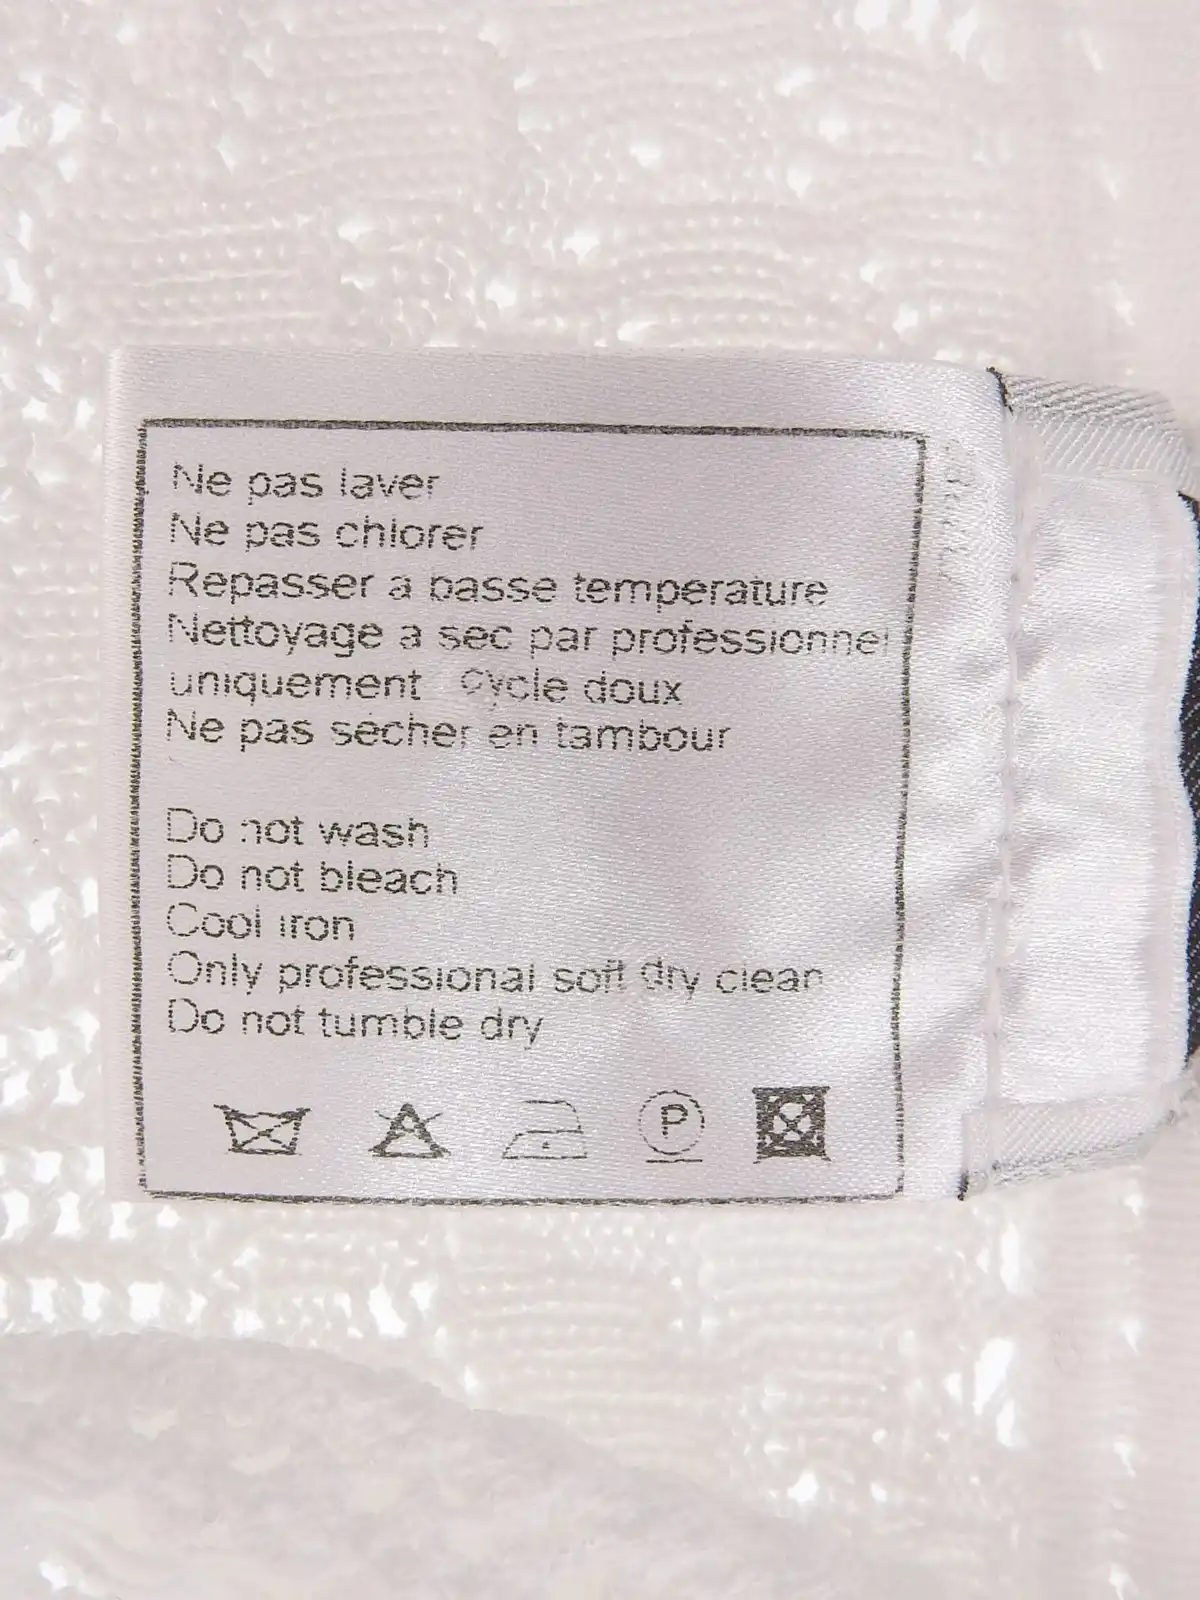 Ne pas laver
Ne pas chlorer
Repasser a basse temperature
Nettoyage a sec par professionnel
uniquement Cycle doux
Ne pas secher en tambour
Do not wash
Do not bleach
Cool iron
Only professional soft dry clean
Do not tumble dry
P